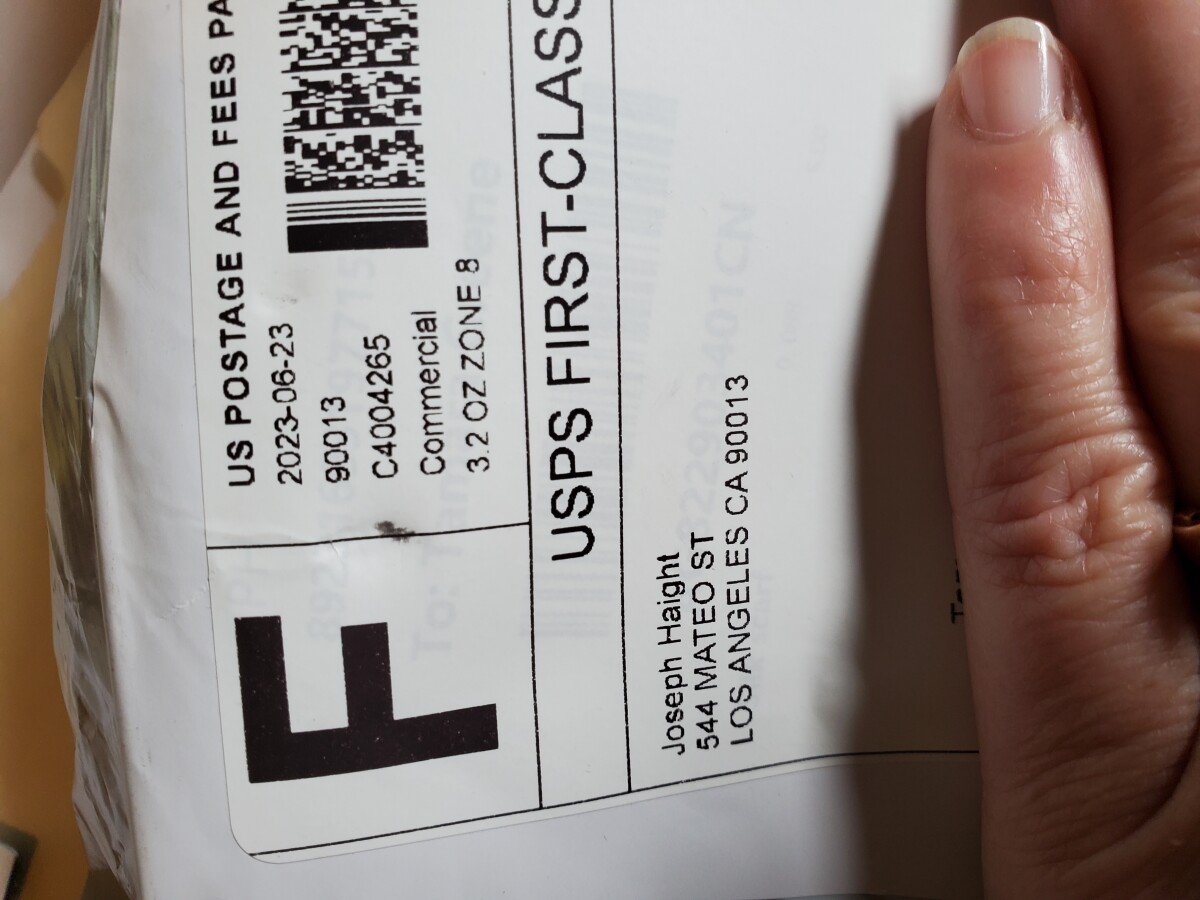 F
US POSTAGE AND FEES PA
2023-06-23
90013
C4004265
Commercial
3.2 OZ ZONE 8
USPS FIRST-CLASS
Joseph Haight
544 MATEO ST
LOS ANGELES CA 90013